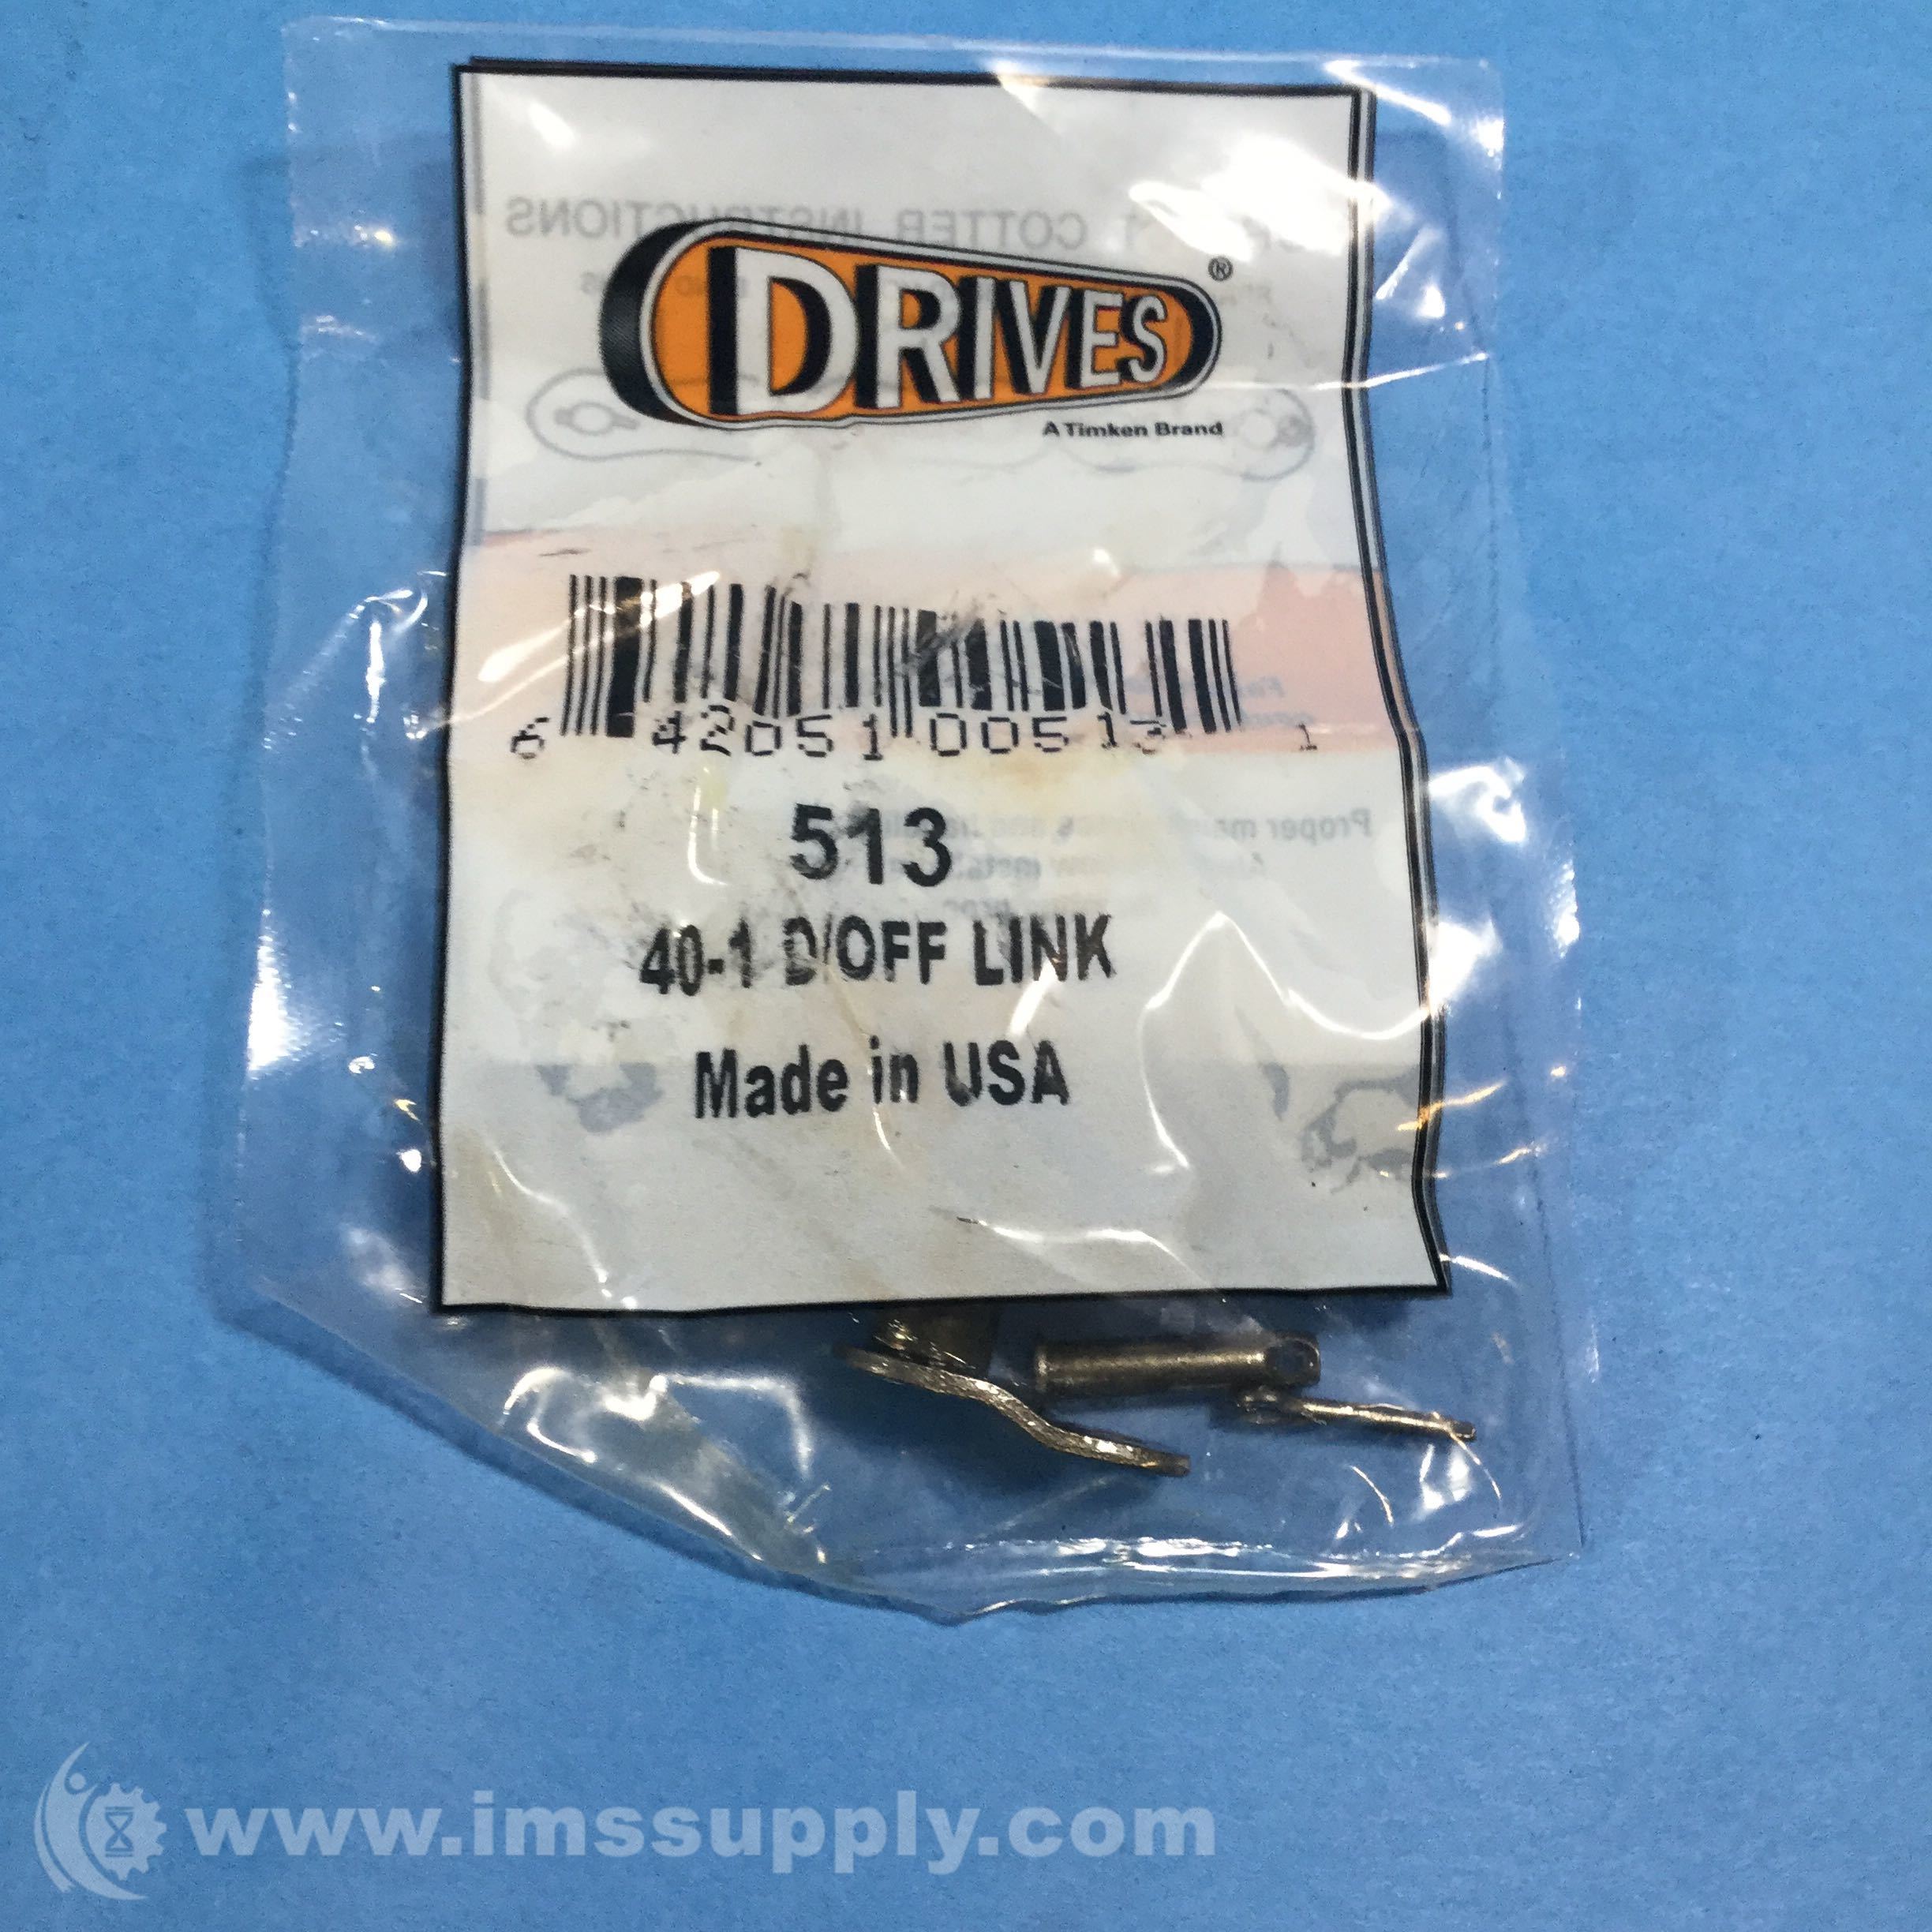 DRIVES®
A Timken Brand
6 42051 00513 1
513
40-1 D/OFF LINK
Made in USA
COTTER INSTRUCTIONS
Proper
www.imssupply.com